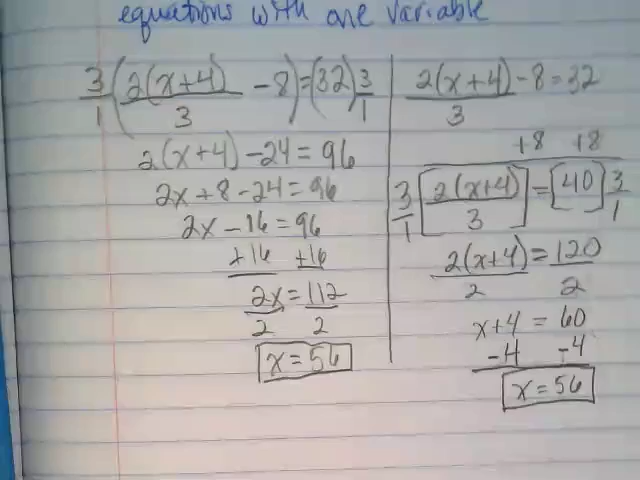 equations with one variable
3/1 (2(x+4)/3 - 8) = (32) 3/1
2(x+4) - 24 = 96
2x + 8 - 24 = 96
2x - 16 = 96
+16 +16
2x = 112
2 2
x = 56
2(x+4)/3 - 8 = 32
+8 +8
3/1 [2(x+4)/3] = [40] 3/1
2(x+4) = 120
2 2
x+4 = 60
-4 -4
x = 56